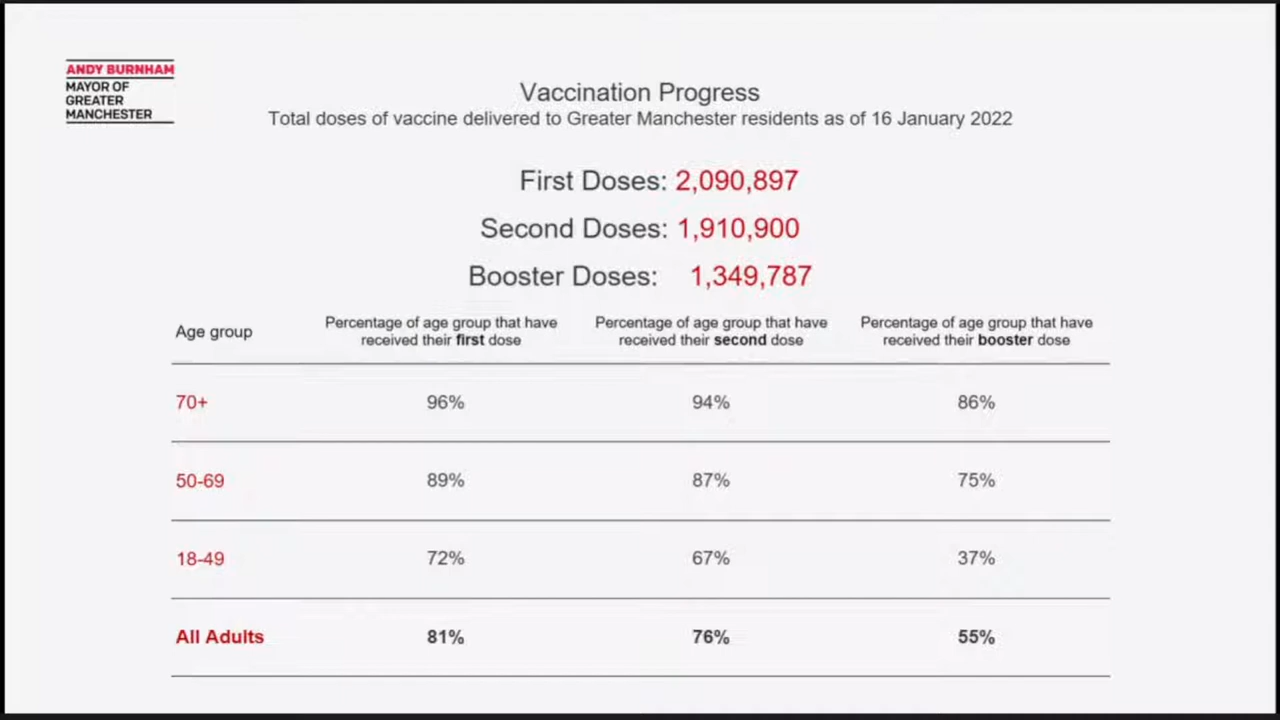 ANDY BURNHAM
MAYOR OF
GREATER
MANCHESTER
Vaccination Progress
Total doses of vaccine delivered to Greater Manchester residents as of 16 January 2022
First Doses: 2,090,897
Second Doses: 1,910,900
Booster Doses: 1,349,787
Age group
Percentage of age group that have
received their first dose
Percentage of age group that have
received their second dose
Percentage of age group that have
received their booster dose
70+ 96% 94% 86%
50-69 89% 87% 75%
18-49 72% 67% 37%
All Adults 81% 76% 55%